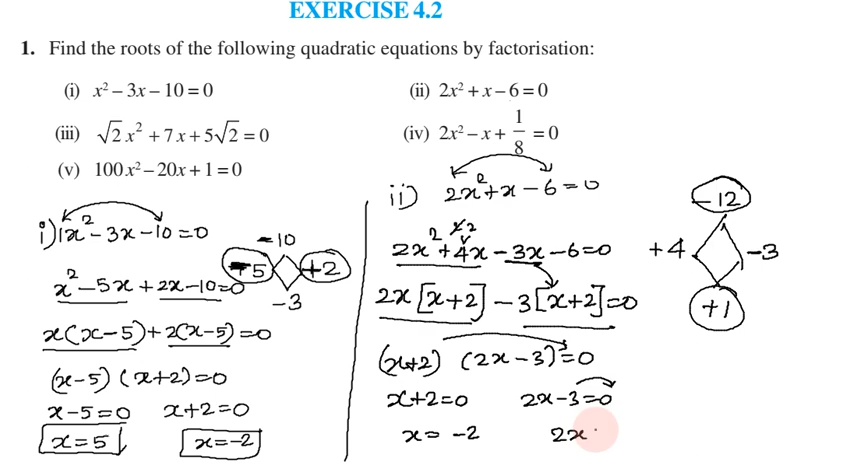 EXERCISE 4.2
1. Find the roots of the following quadratic equations by factorisation:
(i) x² – 3x – 10 = 0
(ii) 2x² + x – 6 = 0
(iii) √2x² + 7x + 5√2 = 0
(iv) 2x² – x + 1/8 = 0
(v) 100x² – 20x + 1 = 0
i) 1x² - 3x - 10 = 0
-10
-5 +2
-3
x² - 5x + 2x - 10 = 0
x(x - 5) + 2(x - 5) = 0
(x - 5) (x + 2) = 0
x - 5 = 0 x + 2 = 0
x = 5 x = -2
ii) 2x² + x - 6 = 0
-12
+4 -3
+1
2x² + 4x - 3x - 6 = 0
2x [x + 2] - 3 [x + 2] = 0
(x + 2) (2x - 3) = 0
x + 2 = 0 2x - 3 = 0
x = -2 2x